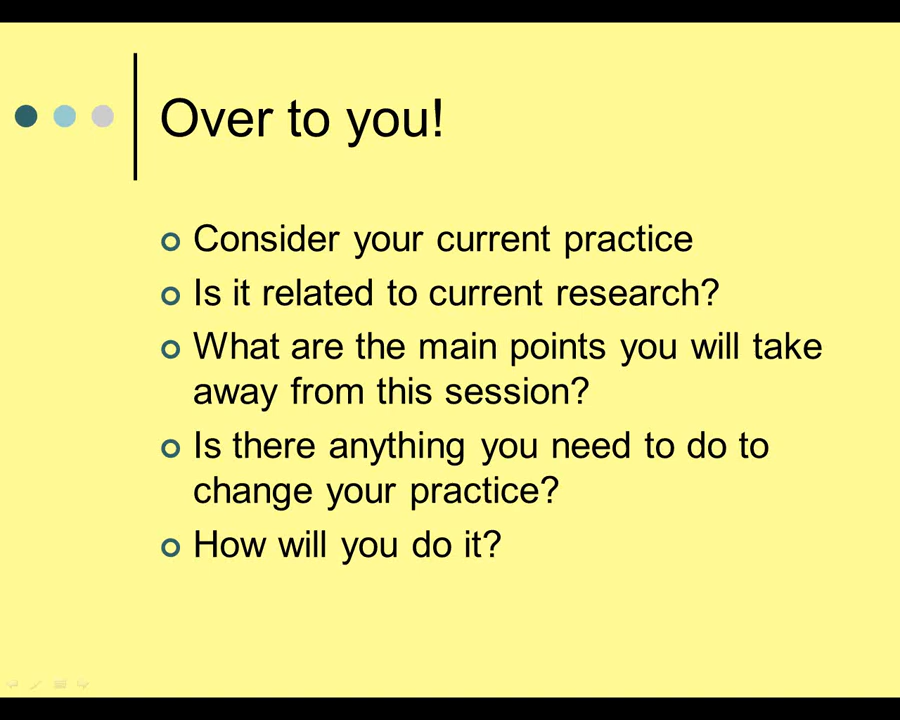 Over to you!
Consider your current practice
Is it related to current research?
What are the main points you will take
away from this session?
Is there anything you need to do to
change your practice?
How will you do it?